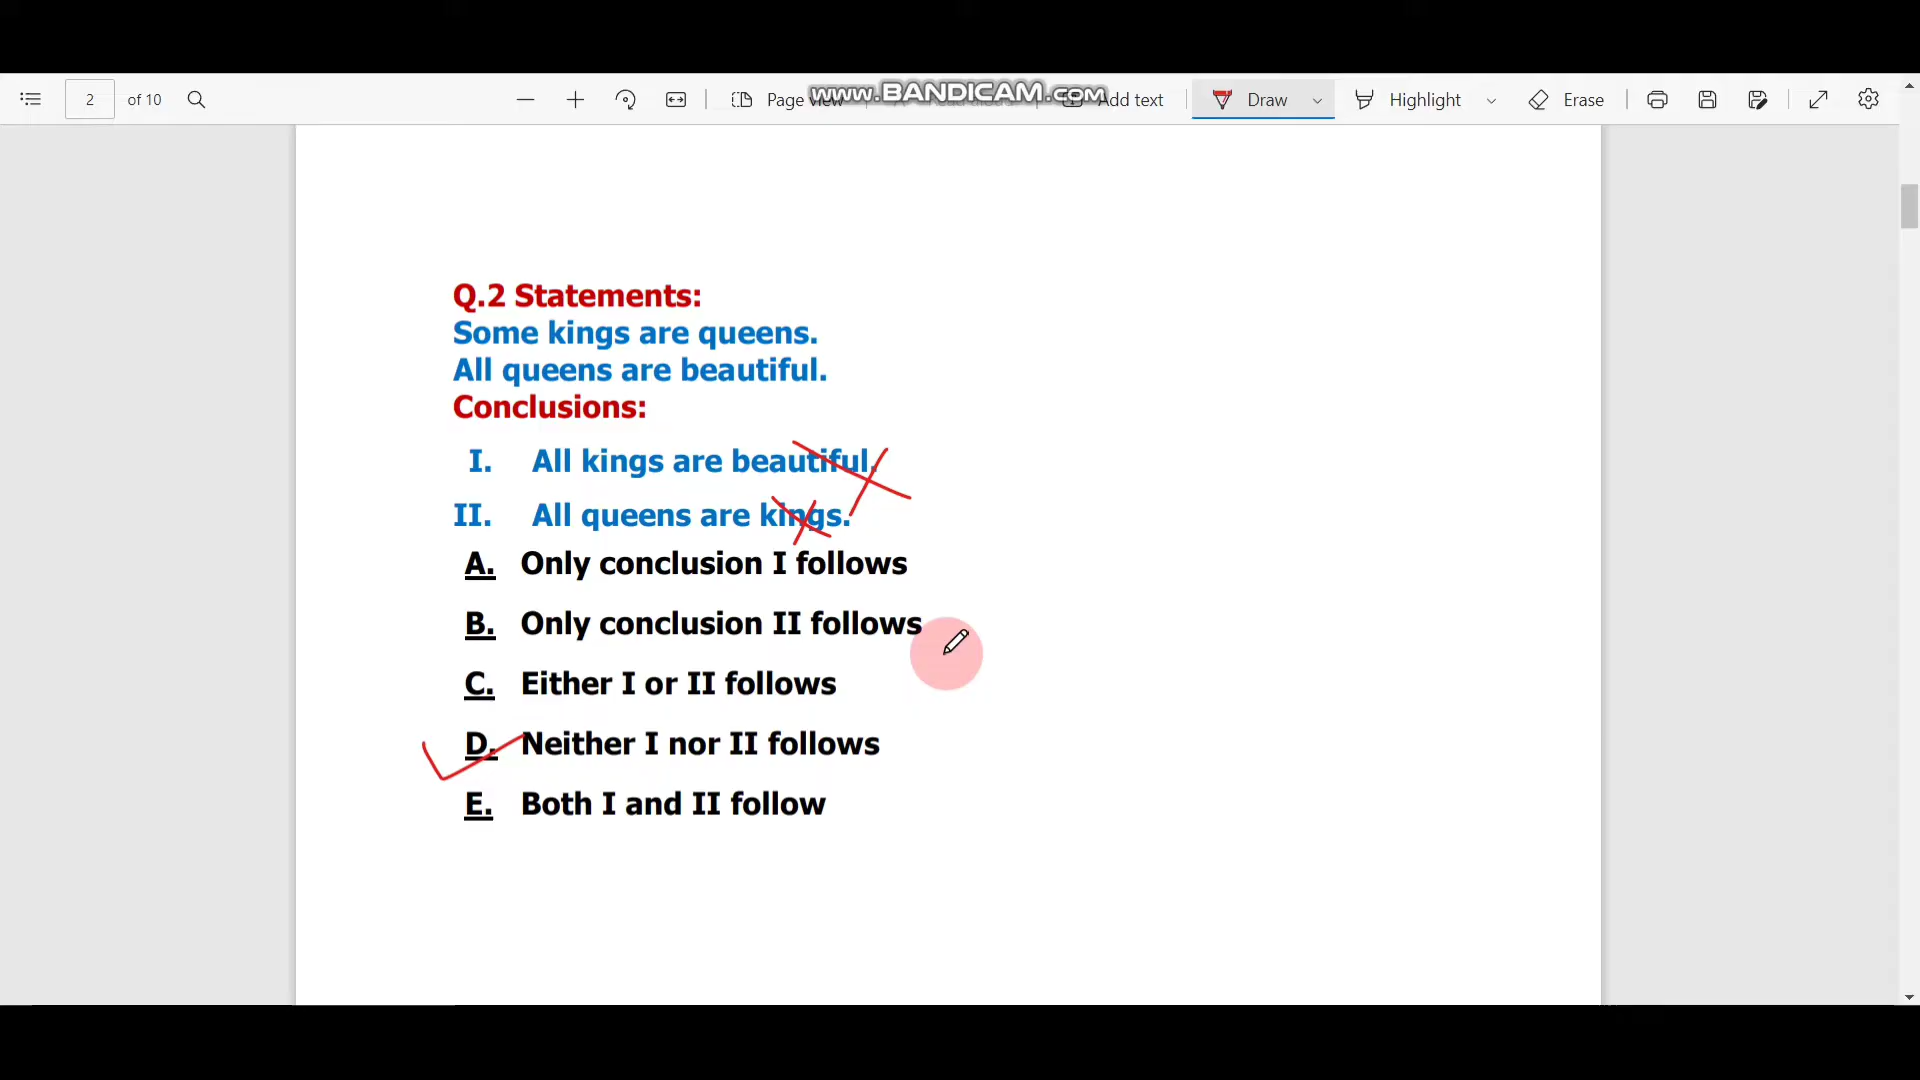 2 of 10 Page view www.BANDICAM.com Add text Draw Highlight Erase
Q.2 Statements:
Some kings are queens.
All queens are beautiful.
Conclusions:
I. All kings are beautiful.
II. All queens are kings.
A. Only conclusion I follows
B. Only conclusion II follows
C. Either I or II follows
D. Neither I nor II follows
E. Both I and II follow